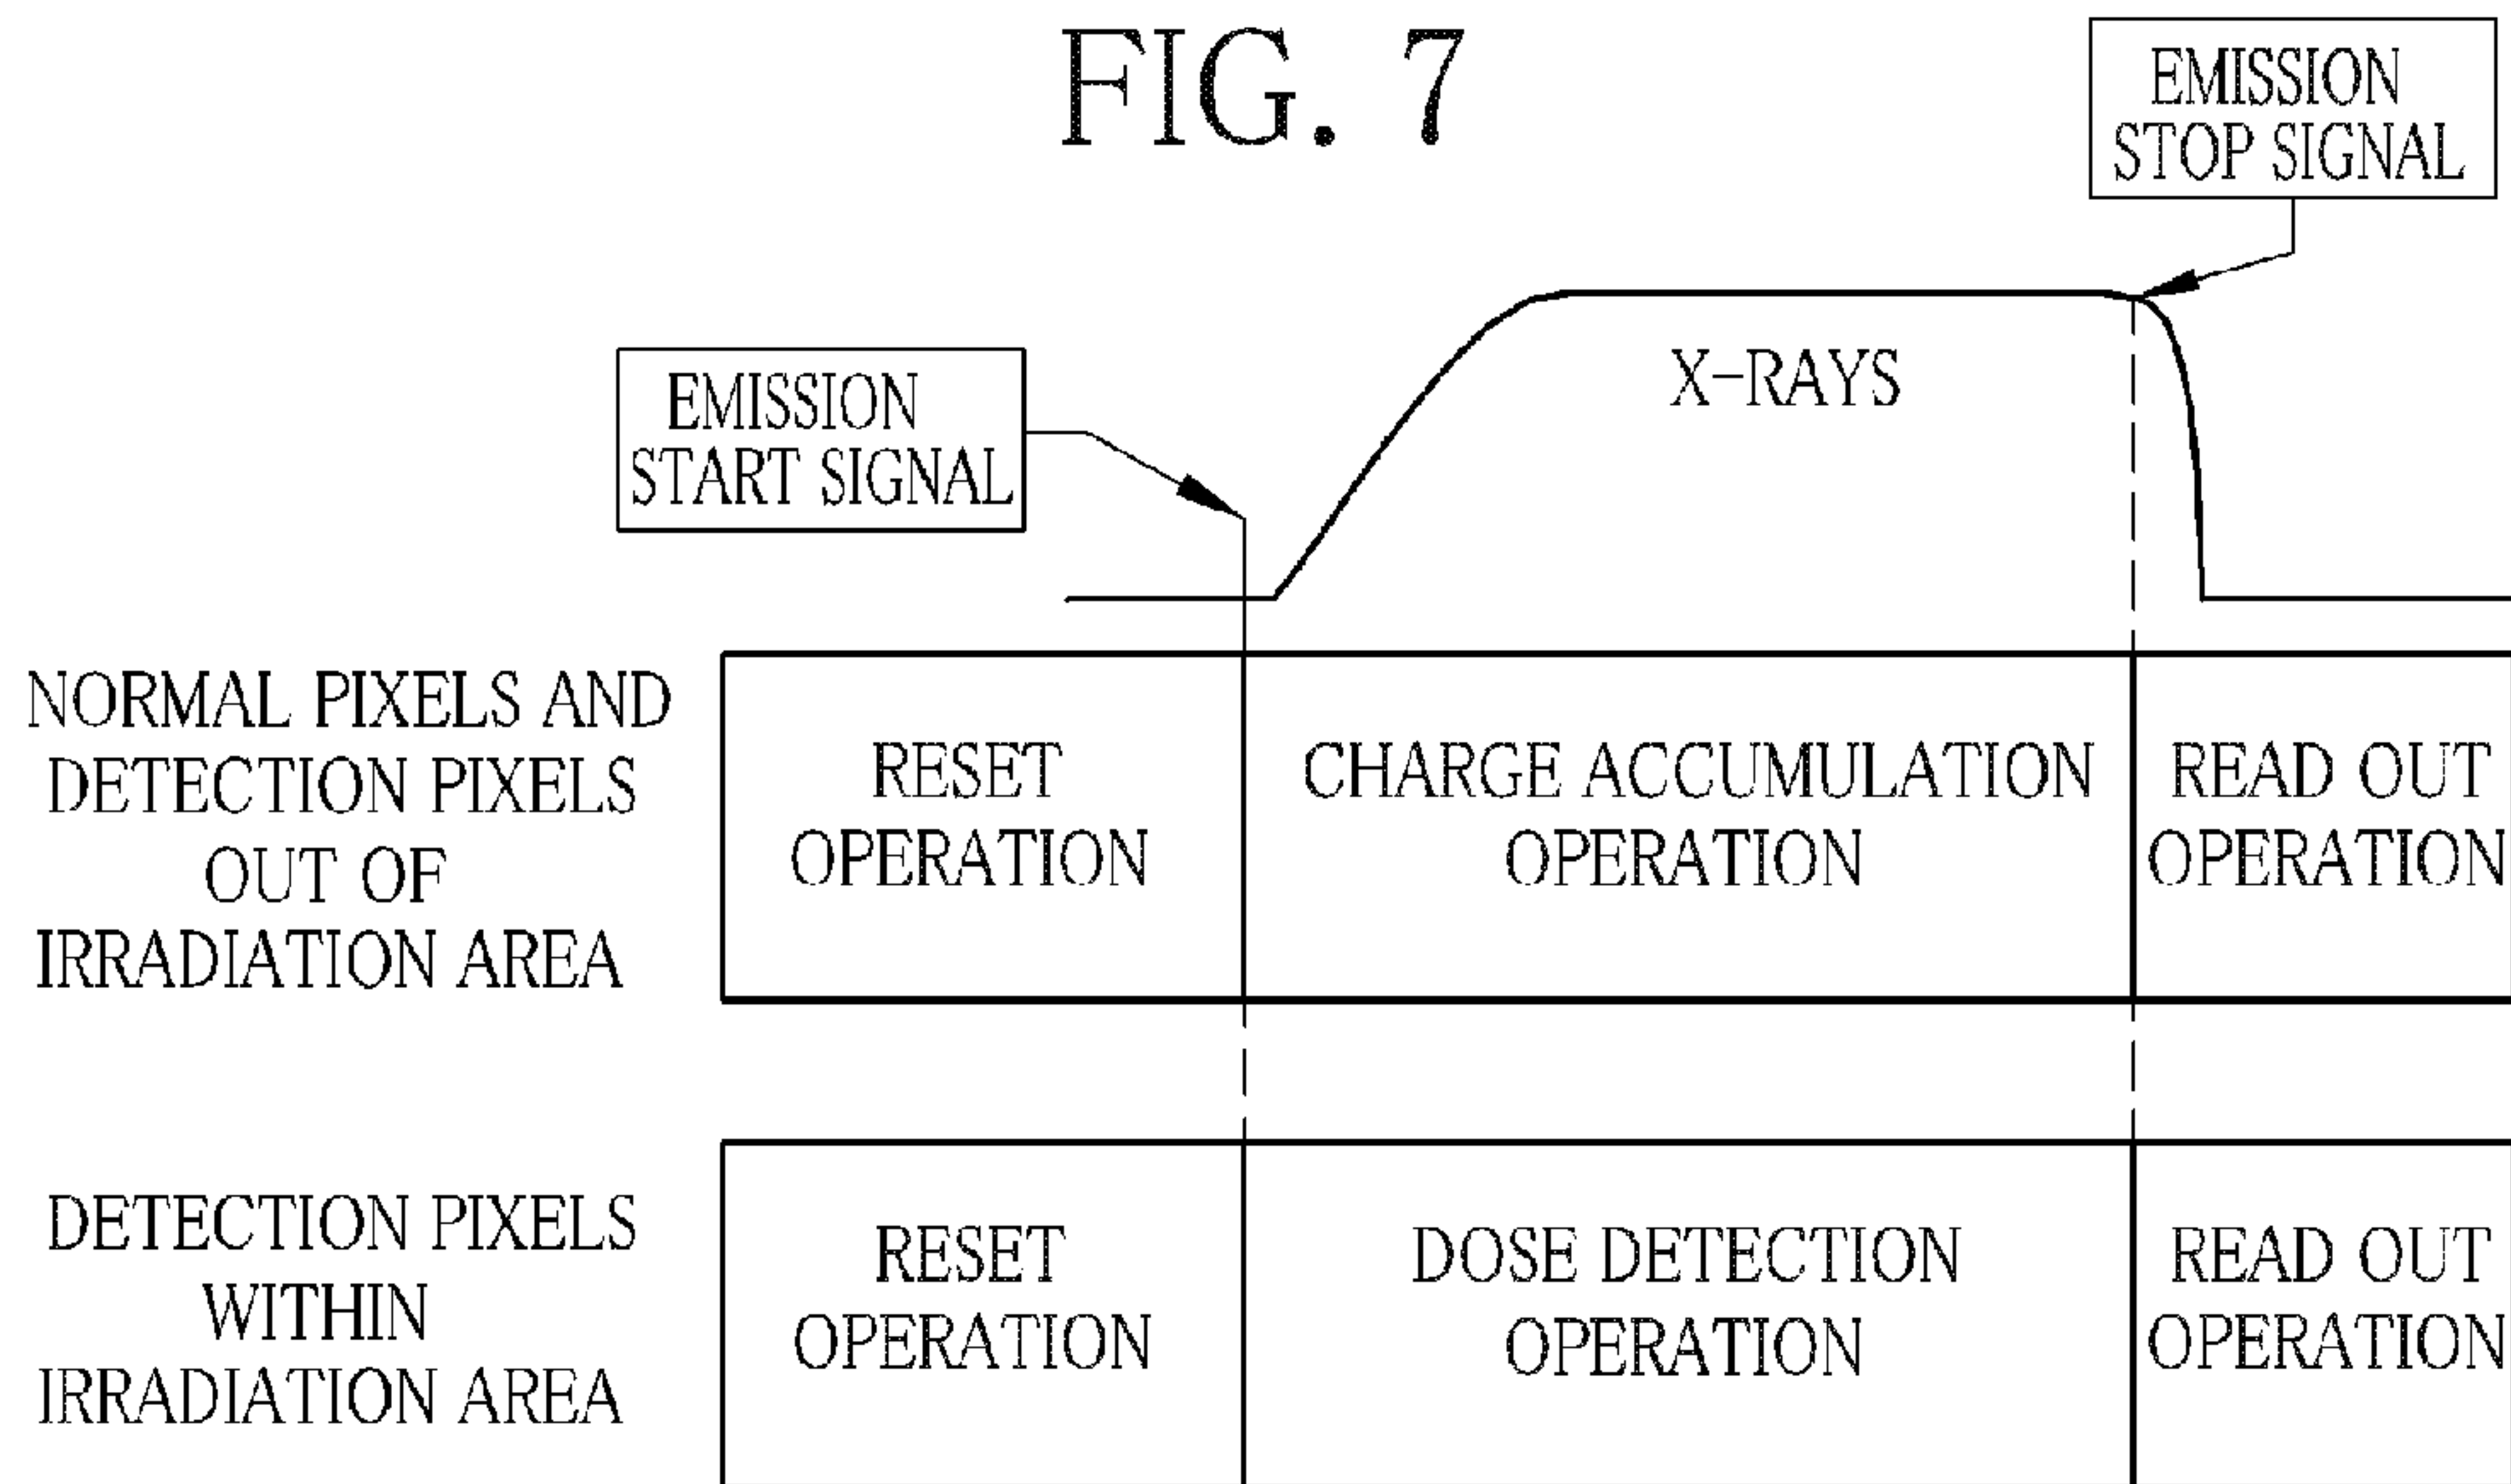 FIG. 7
EMISSION
STOP SIGNAL
EMISSION
START SIGNAL
X-RAYS
NORMAL PIXELS AND
DETECTION PIXELS
OUT OF
IRRADIATION AREA
RESET
OPERATION
CHARGE ACCUMULATION
OPERATION
READ OUT
OPERATION
DETECTION PIXELS
WITHIN
IRRADIATION AREA
RESET
OPERATION
DOSE DETECTION
OPERATION
READ OUT
OPERATION